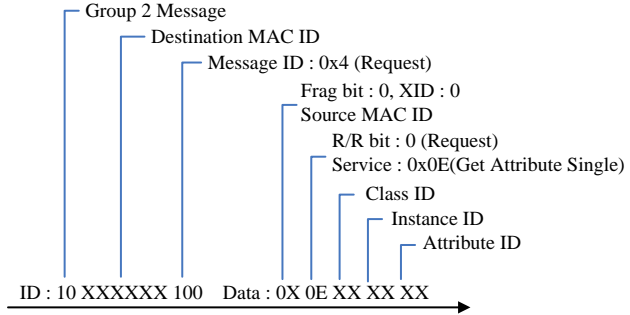 Group 2 Message
Destination MAC ID
Message ID : 0x4 (Request)
Frag bit : 0, XID : 0
Source MAC ID
R/R bit : 0 (Request)
Service : 0x0E(Get Attribute Single)
Class ID
Instance ID
Attribute ID
ID : 10 XXXXXX 100 Data : 0X 0E XX XX XX